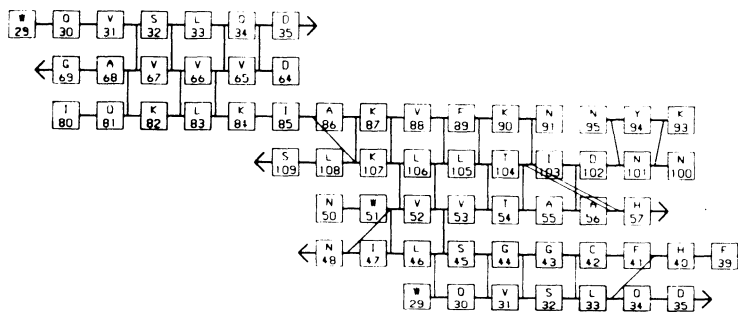 W Q V S L Q D
29 30 31 32 33 34 35
G A V V V D
69 68 67 66 65 64
I Q K L K I A K V F K N N Y K
80 81 82 83 84 85 86 87 88 89 90 91 95 94 93
S L K L L T I D N N
109 108 107 106 105 104 103 102 101 100
N W V V T A A H
50 51 52 53 54 55 56 57
N I L S G G C F H F
48 47 46 45 44 43 42 41 40 39
W Q V S L Q D
29 30 31 32 33 34 35